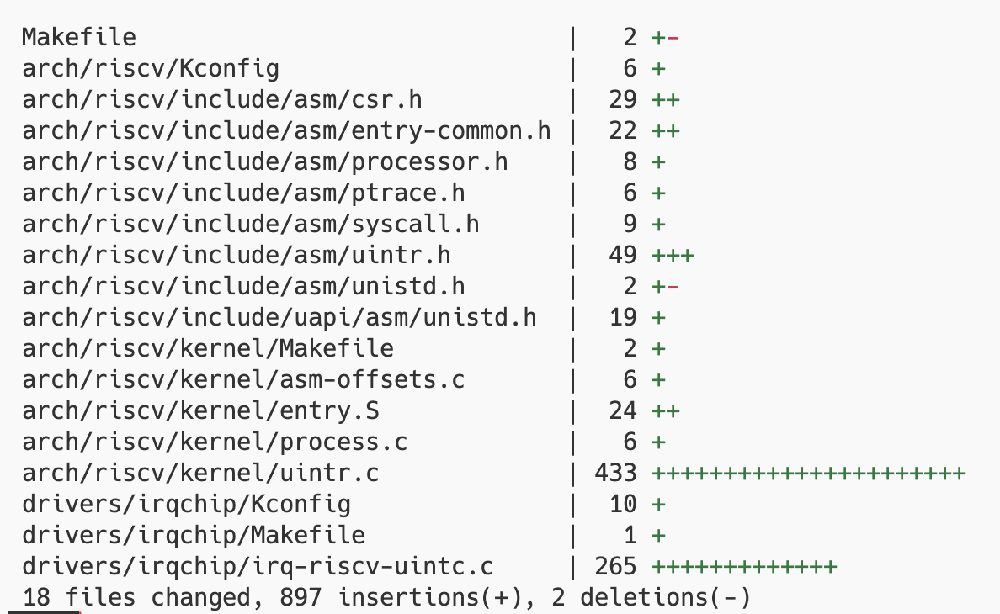 Makefile | 2 +-
arch/riscv/Kconfig | 6 +
arch/riscv/include/asm/csr.h | 29 ++
arch/riscv/include/asm/entry-common.h | 22 ++
arch/riscv/include/asm/processor.h | 8 +
arch/riscv/include/asm/ptrace.h | 6 +
arch/riscv/include/asm/syscall.h | 9 +
arch/riscv/include/asm/uintr.h | 49 +++
arch/riscv/include/asm/unistd.h | 2 +-
arch/riscv/include/uapi/asm/unistd.h | 19 +
arch/riscv/kernel/Makefile | 2 +
arch/riscv/kernel/asm-offsets.c | 6 +
arch/riscv/kernel/entry.S | 24 ++
arch/riscv/kernel/process.c | 6 +
arch/riscv/kernel/uintr.c | 433 ++++++++++++++++++++++
drivers/irqchip/Kconfig | 10 +
drivers/irqchip/Makefile | 1 +
drivers/irqchip/irq-riscv-uintc.c | 265 +++++++++++++
18 files changed, 897 insertions(+), 2 deletions(-)